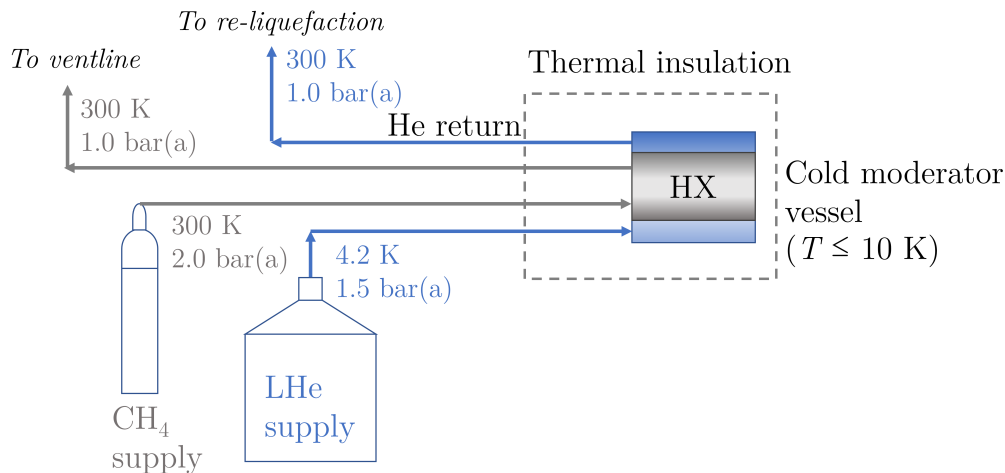 To re-liquefaction
To ventline
300 K
1.0 bar(a)
Thermal insulation
300 K
1.0 bar(a)
He return
HX
Cold moderator
vessel
(T ≤ 10 K)
300 K
2.0 bar(a)
4.2 K
1.5 bar(a)
LHe
supply
CH₄
supply